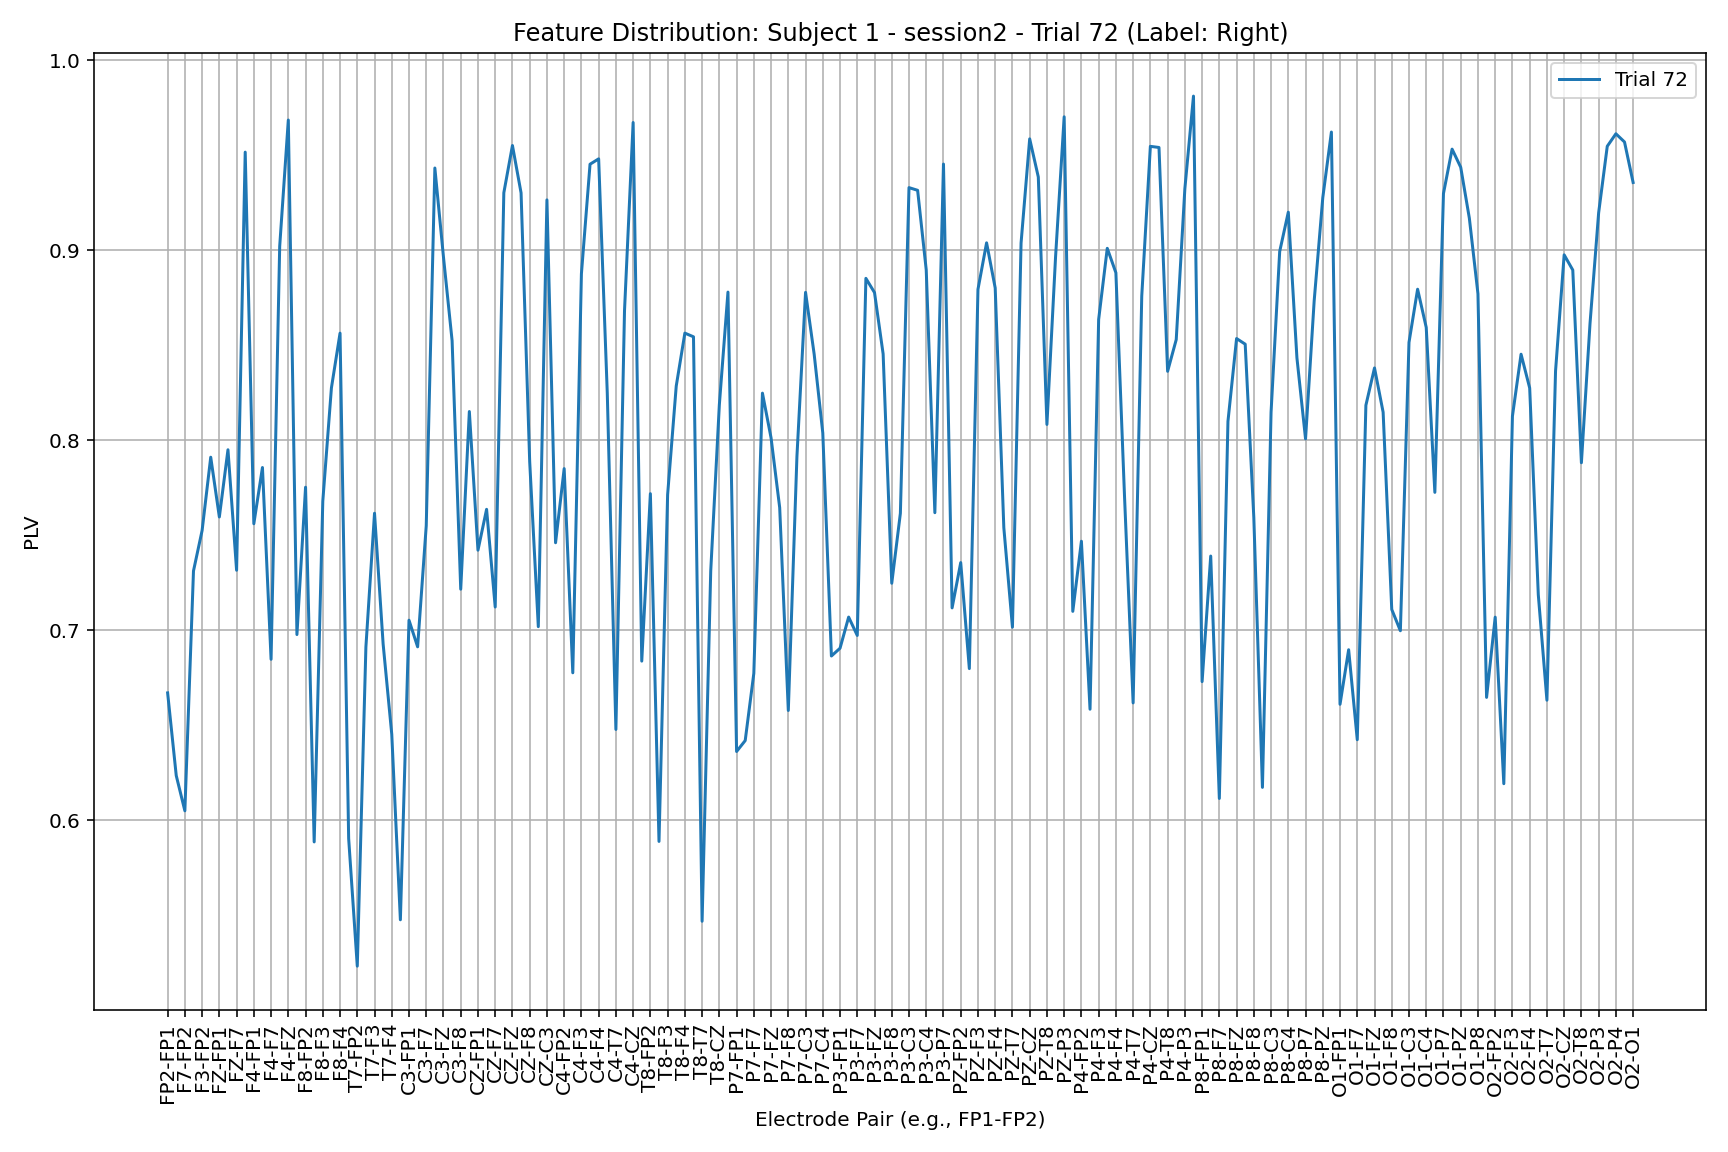 Feature Distribution: Subject 1 - session2 - Trial 72 (Label: Right)
Trial 72
1.0
0.9
0.8
0.7
0.6
PLV
FP2-FP1
F7-FP2
F3-FP2
FZ-FP1
FZ-F7
F4-FP1
F4-F7
F4-FZ
F8-FP2
F8-F3
F8-F4
T7-FP2
T7-F3
T7-F4
C3-FP1
C3-F7
C3-FZ
C3-F8
CZ-FP1
CZ-F7
CZ-FZ
CZ-F8
CZ-C3
C4-FP2
C4-F3
C4-F4
C4-T7
C4-CZ
T8-FP2
T8-F3
T8-F4
T8-T7
T8-CZ
P7-FP1
P7-F7
P7-FZ
P7-F8
P7-C3
P7-C4
P3-FP1
P3-F7
P3-FZ
P3-F8
P3-C3
P3-C4
P3-P7
PZ-FP2
PZ-F3
PZ-F4
PZ-T7
PZ-CZ
PZ-T8
PZ-P3
P4-FP2
P4-F3
P4-F4
P4-T7
P4-CZ
P4-T8
P4-P3
P8-FP1
P8-F7
P8-FZ
P8-F8
P8-C3
P8-C4
P8-P7
P8-PZ
O1-FP1
O1-F7
O1-FZ
O1-F8
O1-C3
O1-C4
O1-P7
O1-PZ
O1-P8
O2-FP2
O2-F3
O2-F4
O2-T7
O2-CZ
O2-T8
O2-P3
O2-P4
O2-O1
Electrode Pair (e.g., FP1-FP2)